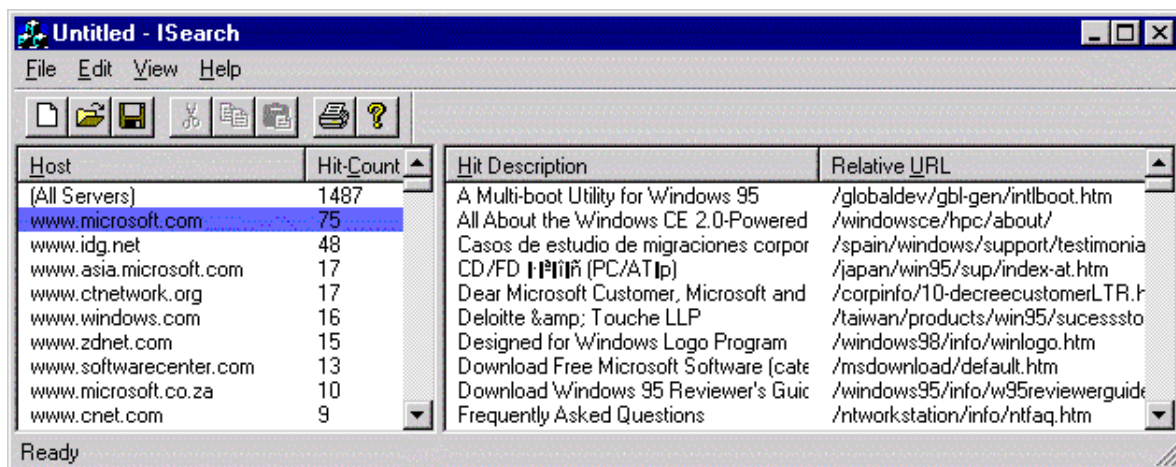 Untitled - ISearch
File Edit View Help
Host Hit-Count
(All Servers) 1487
www.microsoft.com 75
www.idg.net 48
www.asia.microsoft.com 17
www.ctnetwork.org 17
www.windows.com 16
www.zdnet.com 15
www.softwarecenter.com 13
www.microsoft.co.za 10
www.cnet.com 9
Hit Description Relative URL
A Multi-boot Utility for Windows 95 /globaldev/gbl-gen/intlboot.htm
All About the Windows CE 2.0-Powered /windowsce/hpc/about/
Casos de estudio de migraciones corpor /spain/windows/support/testimonia
CD/FD (PC/AT /japan/win95/sup/index-at.htm
Dear Microsoft Customer, Microsoft and /corpinfo/10-decreecustomerLTR.h
Deloitte &amp; Touche LLP /taiwan/products/win95/sucesssto
Designed for Windows Logo Program /windows98/info/winlogo.htm
Download Free Microsoft Software (cate /msdownload/default.htm
Download Windows 95 Reviewer's Guic /windows95/info/w95reviewerguide
Frequently Asked Questions /ntworkstation/info/ntfaq.htm
Ready